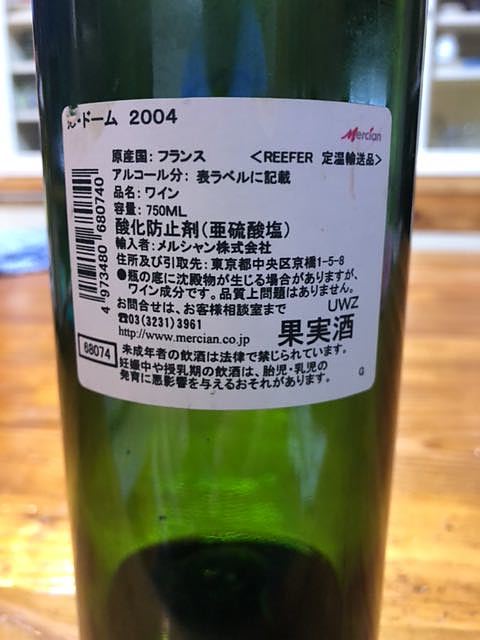 ル・ドーム 2004
Mercian
原産国: フランス <REEFER 定温輸送品>
アルコール分: 表ラベルに記載
品名: ワイン
容量: 750ML
酸化防止剤(亜硫酸塩)
輸入者: メルシャン株式会社
住所及び引取先: 東京都中央区京橋1-5-8
●瓶の底に沈殿物が生じる場合がありますが、
ワイン成分です。品質上問題はありません。
お問合せは、お客様相談室まで UWZ
☎03(3231)3961
http://www.mercian.co.jp 果実酒
68074
未成年者の飲酒は法律で禁じられています。
妊娠中や授乳期の飲酒は、胎児・乳児の
発育に悪影響を与えるおそれがあります。
G
4 973480 680740